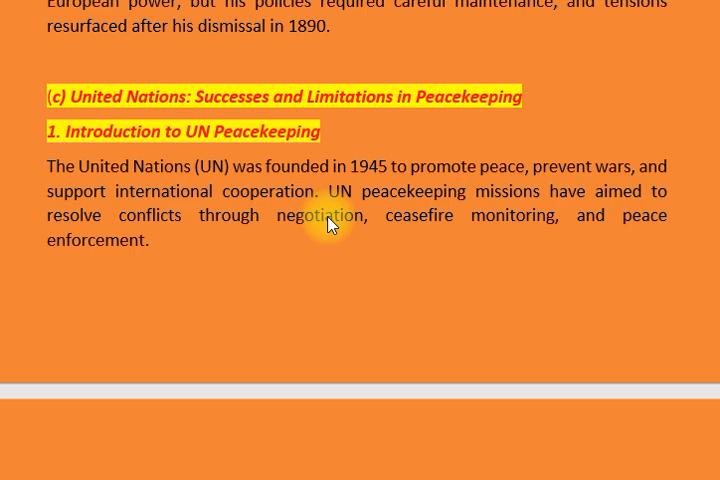 European power, but his policies required careful maintenance, and tensions
resurfaced after his dismissal in 1890.
(c) United Nations: Successes and Limitations in Peacekeeping
1. Introduction to UN Peacekeeping
The United Nations (UN) was founded in 1945 to promote peace, prevent wars, and
support international cooperation. UN peacekeeping missions have aimed to
resolve conflicts through negotiation, ceasefire monitoring, and peace
enforcement.